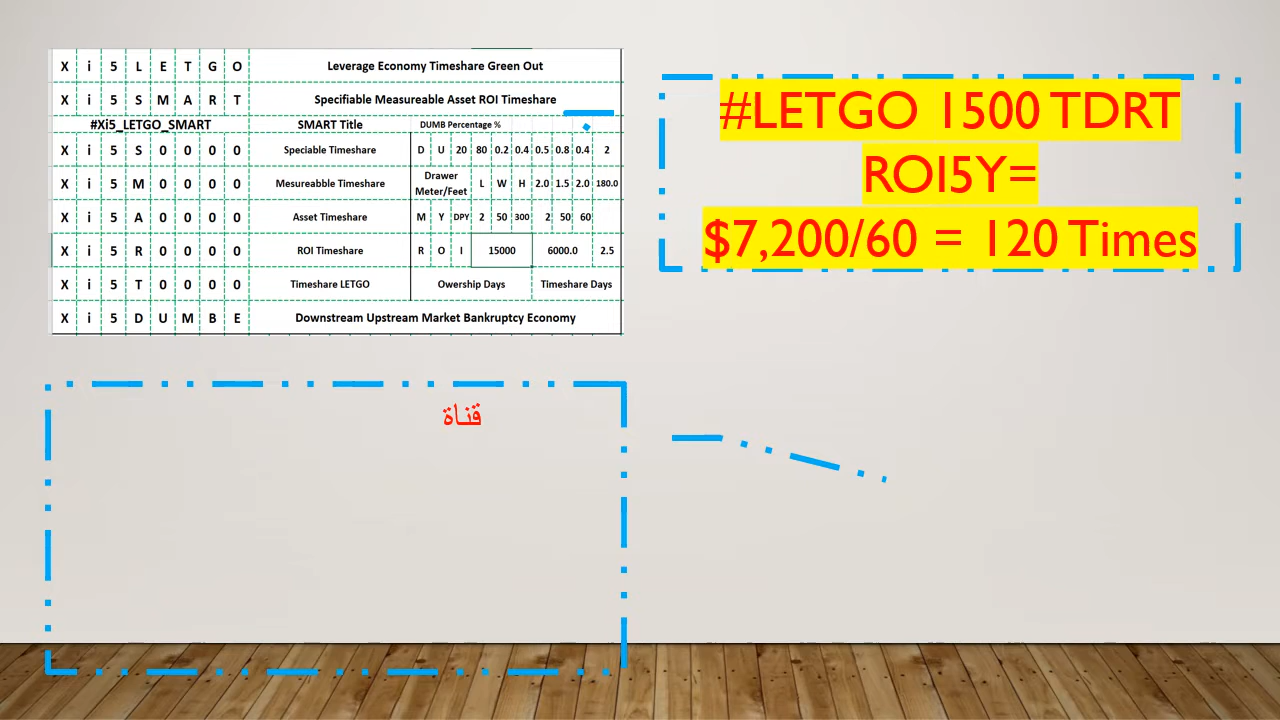 X i 5 L E T G O Leverage Economy Timeshare Green Out
X i 5 S M A R T Specifiable Measureable Asset ROI Timeshare
#Xi5_LETGO_SMART SMART Title DUMB Percentage %
X i 5 S 0 0 0 0 Speciable Timeshare D U 20 80 0.2 0.4 0.5 0.8 0.4 2
X i 5 M 0 0 0 0 Mesureabble Timeshare Drawer Meter/Feet L W H 2.0 1.5 2.0 180.0
X i 5 A 0 0 0 0 Asset Timeshare M Y DPY 2 50 300 2 50 60
X i 5 R 0 0 0 0 ROI Timeshare R O I 15000 6000.0 2.5
X i 5 T 0 0 0 0 Timeshare LETGO Owership Days Timeshare Days
X i 5 D U M B E Downstream Upstream Market Bankruptcy Economy
#LETGO 1500 TDRT
ROI5Y=
$7,200/60 = 120 Times
قناة